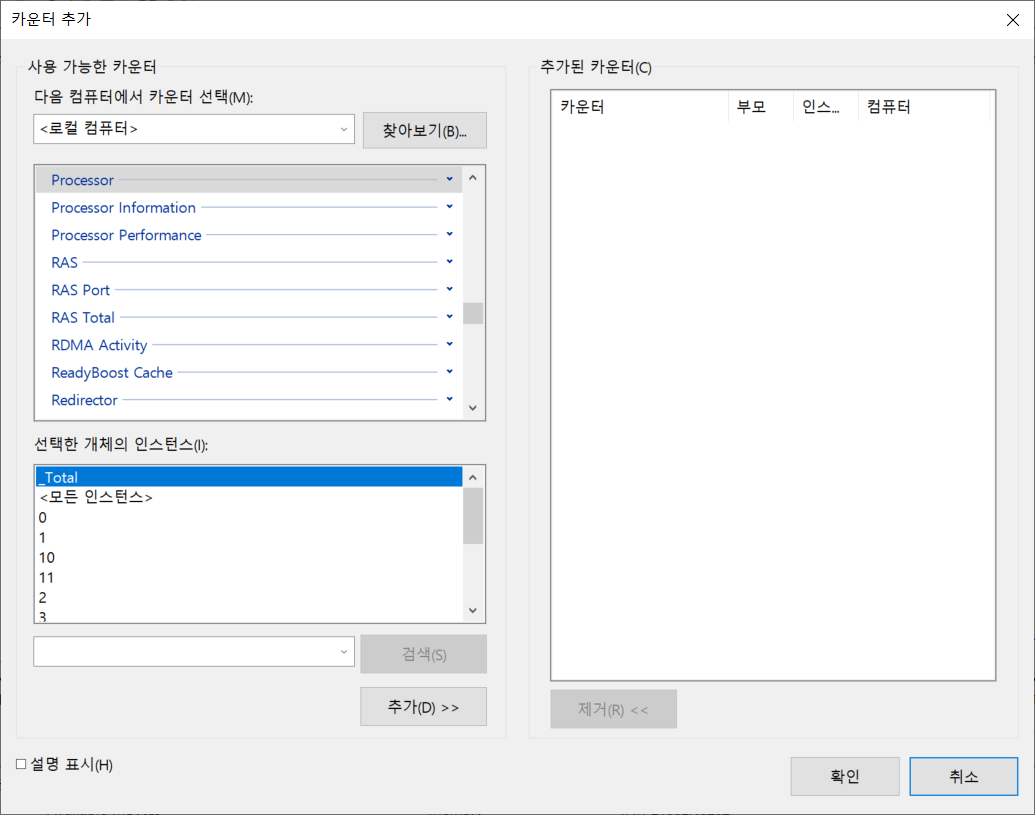 카운터 추가
사용 가능한 카운터
다음 컴퓨터에서 카운터 선택(M):
<로컬 컴퓨터>
찾아보기(B)...
Processor
Processor Information
Processor Performance
RAS
RAS Port
RAS Total
RDMA Activity
ReadyBoost Cache
Redirector
선택한 개체의 인스턴스(I):
_Total
<모든 인스턴스>
0
1
10
11
2
3
검색(S)
추가(D) >>
추가된 카운터(C)
카운터 부모 인스... 컴퓨터
제거(R) <<
설명 표시(H)
확인
취소